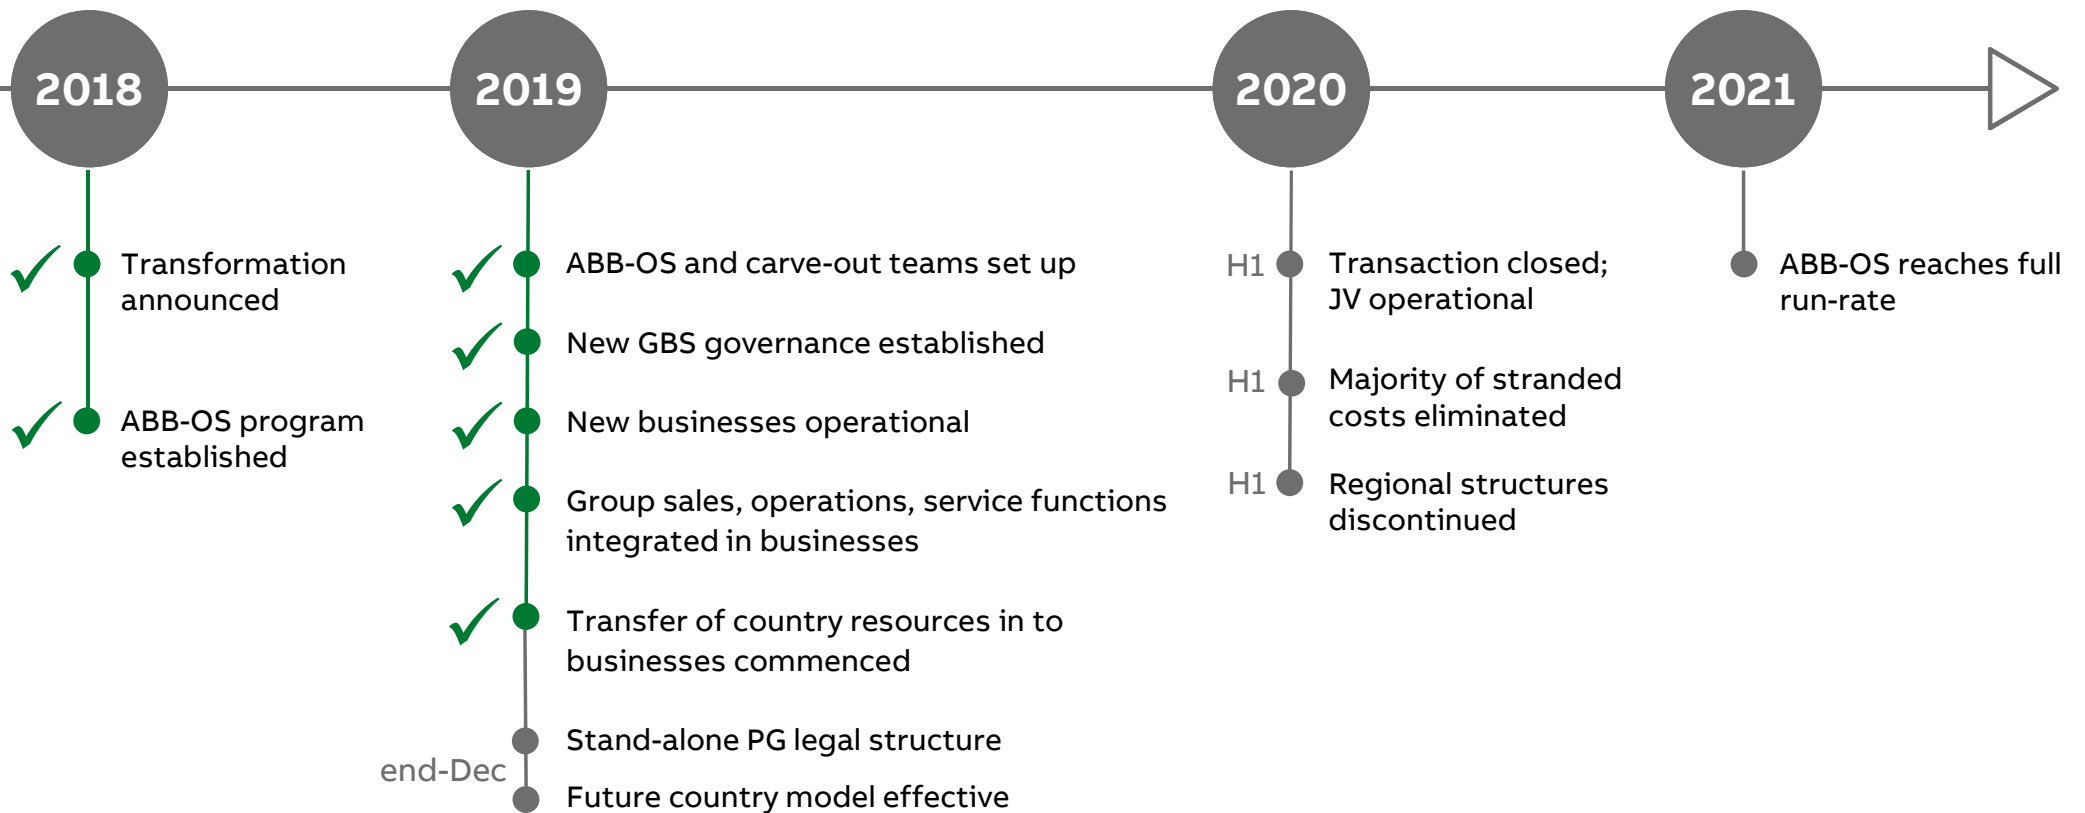 2018
2019
2020
2021
Transformation
announced
ABB-OS program
established
ABB-OS and carve-out teams set up
New GBS governance established
New businesses operational
Group sales, operations, service functions
integrated in businesses
Transfer of country resources in to
businesses commenced
Stand-alone PG legal structure
end-Dec
Future country model effective
H1
Transaction closed;
JV operational
H1
Majority of stranded
costs eliminated
H1
Regional structures
discontinued
ABB-OS reaches full
run-rate